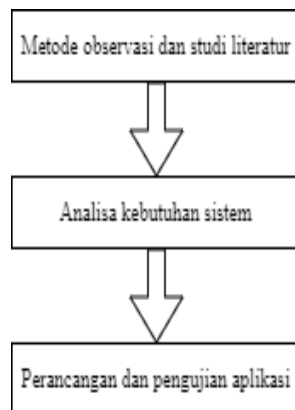 Metode observasi dan studi literatur
Analisa kebutuhan sistem
Perancangan dan pengujian aplikasi